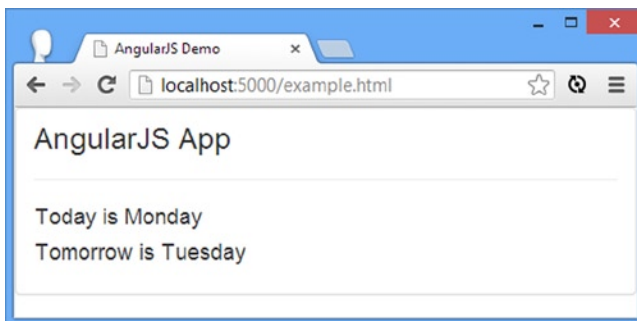 AngularJS Demo
localhost:5000/example.html
AngularJS App
Today is Monday
Tomorrow is Tuesday